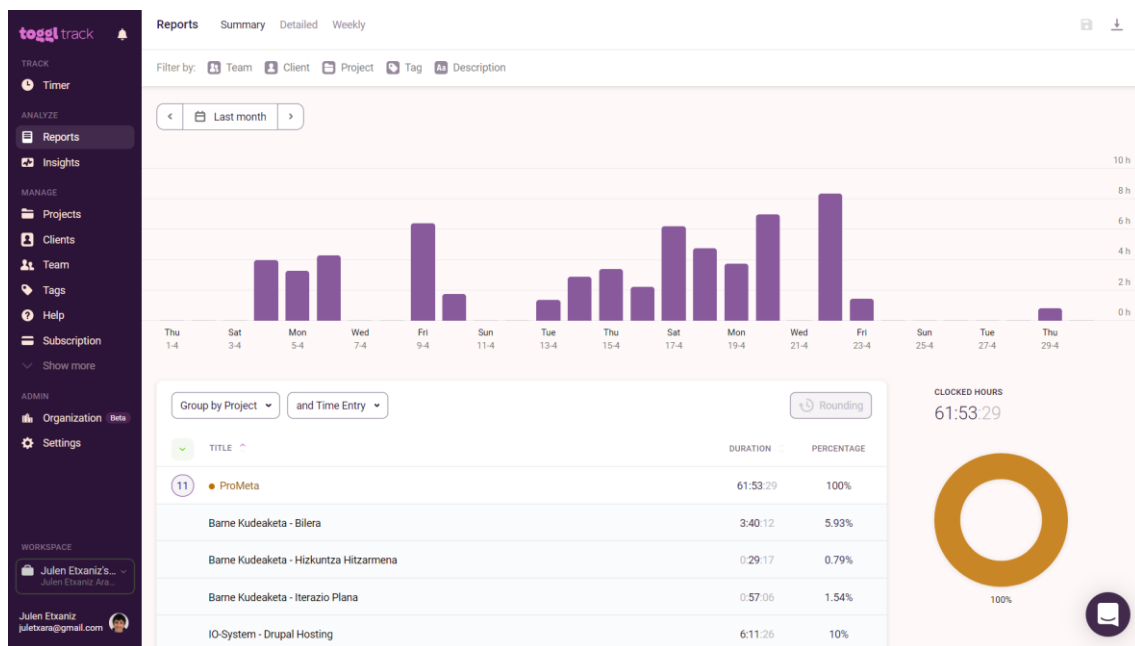 toggl track
TRACK
Timer
ANALYZE
Reports
Insights
MANAGE
Projects
Clients
Team
Tags
Help
Subscription
Show more
ADMIN
Organization Beta
Settings
WORKSPACE
Julen Etxaniz's...
Julen Etxaniz Ara...
Julen Etxaniz
juletxara@gmail.com
Reports Summary Detailed Weekly
Filter by: Team Client Project Tag Aa Description
Last month
10 h
8 h
6 h
4 h
2 h
0 h
Thu Sat Mon Wed Fri Sun Tue Thu Sat Mon Wed Fri Sun Tue Thu
1-4 3-4 5-4 7-4 9-4 11-4 13-4 15-4 17-4 19-4 21-4 23-4 25-4 27-4 29-4
Group by Project and Time Entry Rounding
TITLE DURATION PERCENTAGE
11 ProMeta 61:53:29 100%
Barne Kudeaketa - Bilera 3:40:12 5.93%
Barne Kudeaketa - Hizkuntza Hitzarmena 0:29:17 0.79%
Barne Kudeaketa - Iterazio Plana 0:57:06 1.54%
IO-System - Drupal Hosting 6:11:26 10%
CLOCKED HOURS
61:53:29
100%